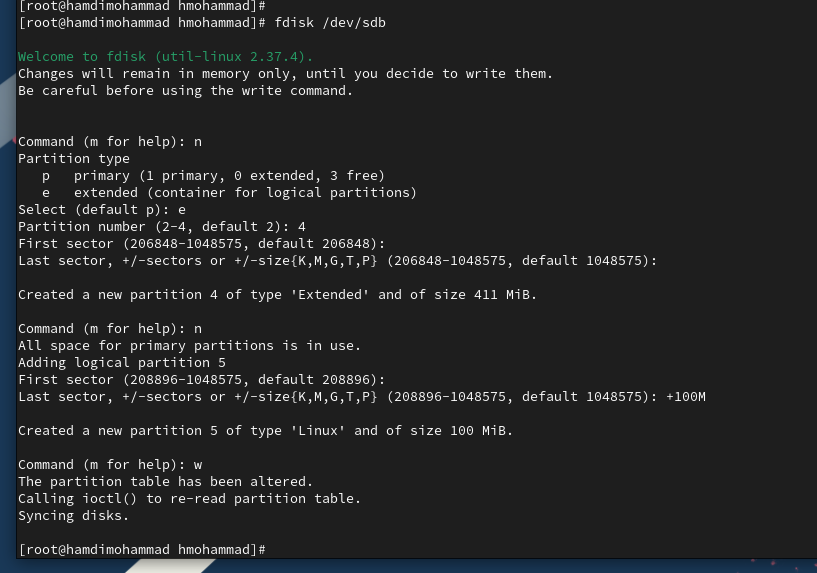 [root@hamdimohammad hmohammad]#
[root@hamdimohammad hmohammad]# fdisk /dev/sdb
Welcome to fdisk (util-linux 2.37.4).
Changes will remain in memory only, until you decide to write them.
Be careful before using the write command.
Command (m for help): n
Partition type
   p   primary (1 primary, 0 extended, 3 free)
   e   extended (container for logical partitions)
Select (default p): e
Partition number (2-4, default 2): 4
First sector (206848-1048575, default 206848):
Last sector, +/-sectors or +/-size{K,M,G,T,P} (206848-1048575, default 1048575):
Created a new partition 4 of type 'Extended' and of size 411 MiB.
Command (m for help): n
All space for primary partitions is in use.
Adding logical partition 5
First sector (208896-1048575, default 208896):
Last sector, +/-sectors or +/-size{K,M,G,T,P} (208896-1048575, default 1048575): +100M
Created a new partition 5 of type 'Linux' and of size 100 MiB.
Command (m for help): w
The partition table has been altered.
Calling ioctl() to re-read partition table.
Syncing disks.
[root@hamdimohammad hmohammad]#